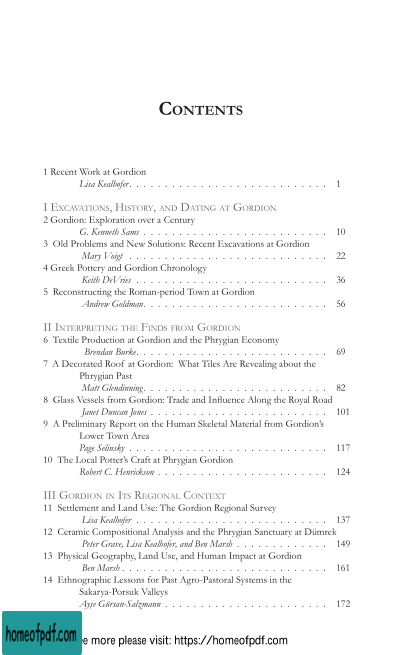 CONTENTS
1 Recent Work at Gordion
Lisa Kealhofer. . . . . . . . . . . . . . . . . . . . . . . . . . . . 1
I EXCAVATIONS, HISTORY, AND DATING AT GORDION
2 Gordion: Exploration over a Century
G. Kenneth Sams . . . . . . . . . . . . . . . . . . . . . . . . . . 10
3 Old Problems and New Solutions: Recent Excavations at Gordion
Mary Voigt . . . . . . . . . . . . . . . . . . . . . . . . . . . . 22
4 Greek Pottery and Gordion Chronology
Keith DeVries . . . . . . . . . . . . . . . . . . . . . . . . . . . 36
5 Reconstructing the Roman-period Town at Gordion
Andrew Goldman. . . . . . . . . . . . . . . . . . . . . . . . . . 56
II INTERPRETING THE FINDS FROM GORDION
6 Textile Production at Gordion and the Phrygian Economy
Brendan Burke. . . . . . . . . . . . . . . . . . . . . . . . . . . 69
7 A Decorated Roof at Gordion: What Tiles Are Revealing about the
Phrygian Past
Matt Glendinning. . . . . . . . . . . . . . . . . . . . . . . . . . 82
8 Glass Vessels from Gordion: Trade and Influence Along the Royal Road
Janet Duncan Jones . . . . . . . . . . . . . . . . . . . . . . . . . 101
9 A Preliminary Report on the Human Skeletal Material from Gordion's
Lower Town Area
Page Selinsky . . . . . . . . . . . . . . . . . . . . . . . . . . . 117
10 The Local Potter's Craft at Phrygian Gordion
Robert C. Henrickson . . . . . . . . . . . . . . . . . . . . . . . . 124
III GORDION IN ITS REGIONAL CONTEXT
11 Settlement and Land Use: The Gordion Regional Survey
Lisa Kealhofer . . . . . . . . . . . . . . . . . . . . . . . . . . . 137
12 Ceramic Compositional Analysis and the Phrygian Sanctuary at Dümrek
Peter Grave, Lisa Kealhofer, and Ben Marsh . . . . . . . . . . . . . 149
13 Physical Geography, Land Use, and Human Impact at Gordion
Ben Marsh . . . . . . . . . . . . . . . . . . . . . . . . . . . . . 161
14 Ethnographic Lessons for Past Agro-Pastoral Systems in the
Sakarya-Porsuk Valleys
Ayşe Gürsan-Salzmann . . . . . . . . . . . . . . . . . . . . . . . 172
homeofpdf.com
e more please visit: https://homeofpdf.com